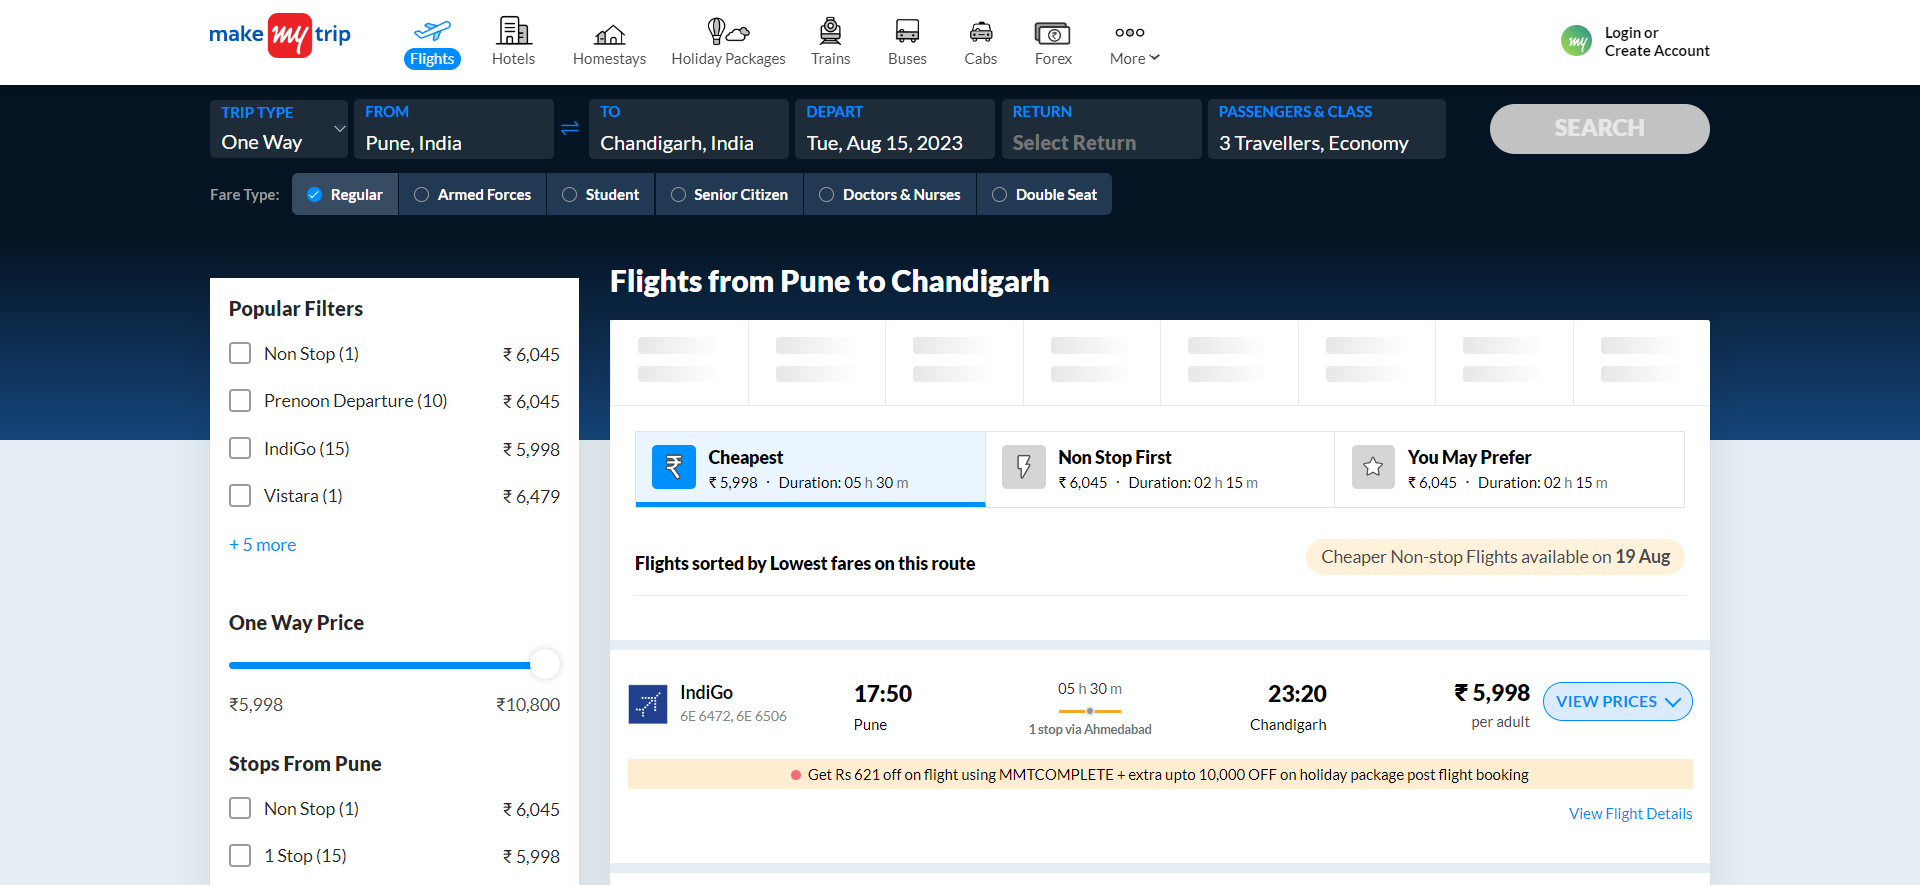 make my trip
Flights
Hotels
Homestays
Holiday Packages
Trains
Buses
Cabs
Forex
More
my
Login or
Create Account
TRIP TYPE
One Way
FROM
Pune, India
TO
Chandigarh, India
DEPART
Tue, Aug 15, 2023
RETURN
Select Return
PASSENGERS & CLASS
3 Travellers, Economy
SEARCH
Fare Type:
Regular
Armed Forces
Student
Senior Citizen
Doctors & Nurses
Double Seat
Popular Filters
Non Stop (1) ₹ 6,045
Prenoon Departure (10) ₹ 6,045
IndiGo (15) ₹ 5,998
Vistara (1) ₹ 6,479
+ 5 more
One Way Price
₹5,998 ₹10,800
Stops From Pune
Non Stop (1) ₹ 6,045
1 Stop (15) ₹ 5,998
Flights from Pune to Chandigarh
Cheapest
₹ 5,998 · Duration: 05 h 30 m
Non Stop First
₹ 6,045 · Duration: 02 h 15 m
You May Prefer
₹ 6,045 · Duration: 02 h 15 m
Flights sorted by Lowest fares on this route
Cheaper Non-stop Flights available on 19 Aug
IndiGo
6E 6472, 6E 6506
17:50
Pune
05 h 30 m
1 stop via Ahmedabad
23:20
Chandigarh
₹ 5,998
per adult
VIEW PRICES
Get Rs 621 off on flight using MMTCOMPLETE + extra upto 10,000 OFF on holiday package post flight booking
View Flight Details